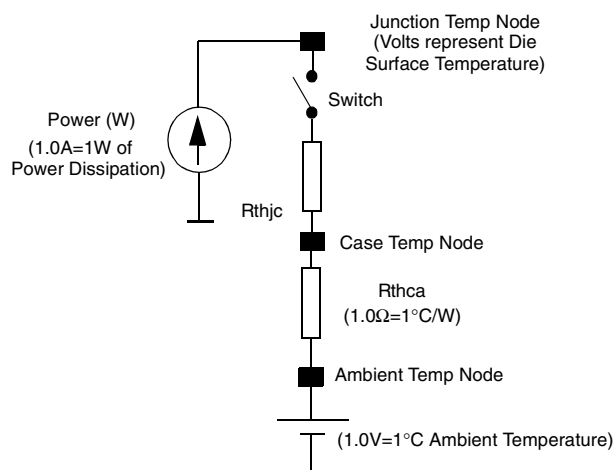 Junction Temp Node
(Volts represent Die
Surface Temperature)
Switch
Power (W)
(1.0A=1W of
Power Dissipation)
Rthjc
Case Temp Node
Rthca
(1.0Ω=1°C/W)
Ambient Temp Node
(1.0V=1°C Ambient Temperature)